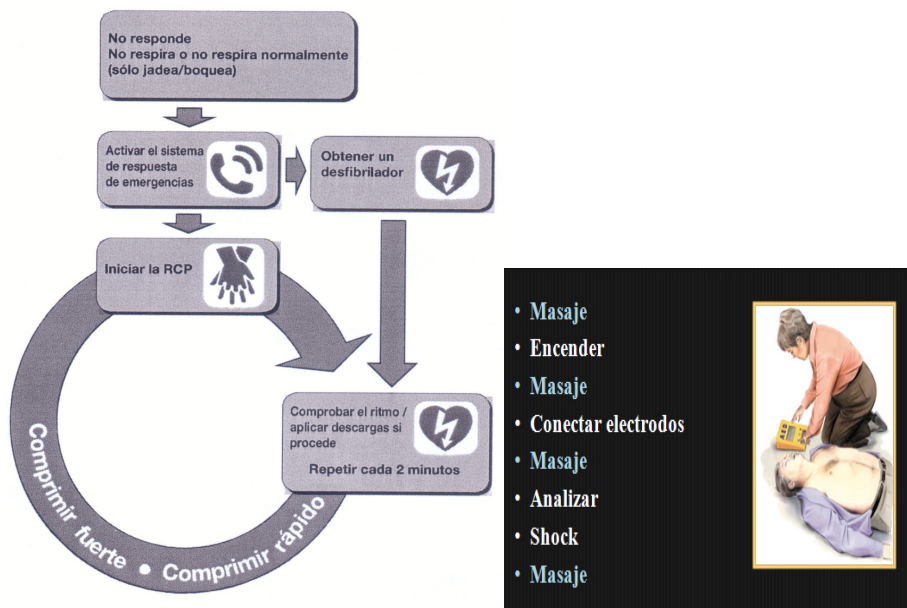 No responde
No respira o no respira normalmente
(sólo jadea/boquea)
Activar el sistema
de respuesta
de emergencias
Obtener un
desfibrilador
Iniciar la RCP
Comprobar el ritmo /
aplicar descargas si
procede
Repetir cada 2 minutos
Comprimir fuerte • Comprimir rápido
• Masaje
• Encender
• Masaje
• Conectar electrodos
• Masaje
• Analizar
• Shock
• Masaje